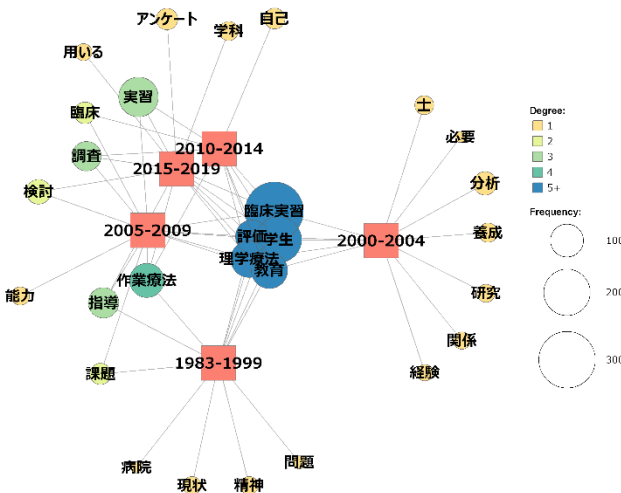 アンケート
学科
自己
用いる
実習
臨床
調査
2010-2014
2015-2019
検討
2005-2009
臨床実習
評価
学生
理学療法
教育
2000-2004
作業療法
能力
指導
課題
1983-1999
病院
現状
精神
問題
士
必要
分析
養成
研究
関係
経験
Degree:
1
2
3
4
5+
Frequency:
100
200
300